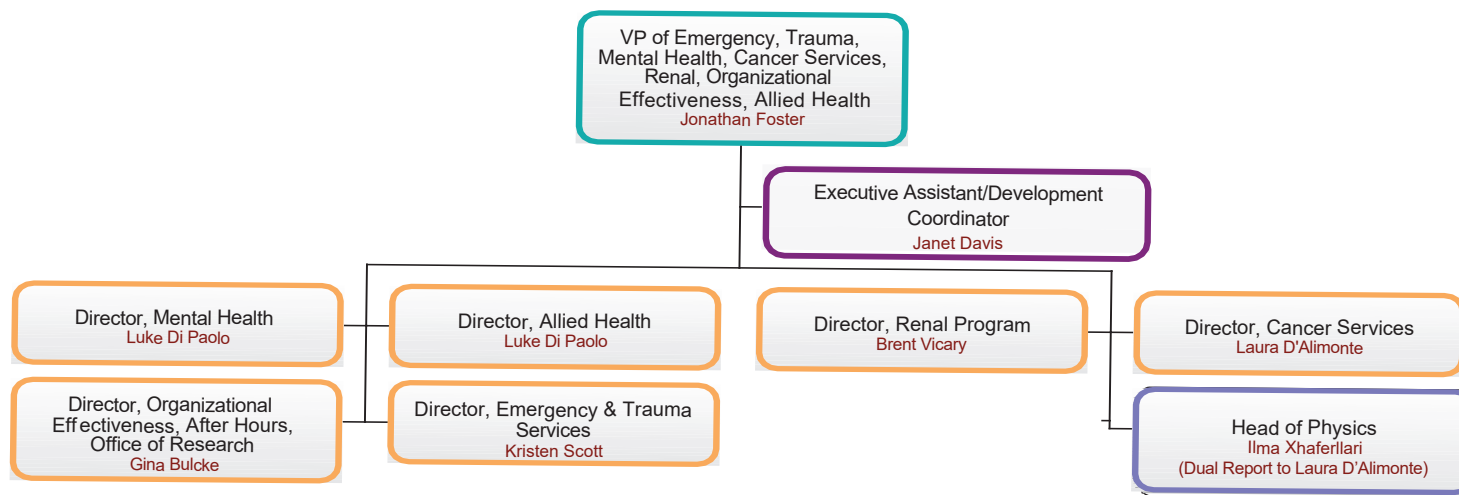 VP of Emergency, Trauma,
Mental Health, Cancer Services,
Renal, Organizational
Effectiveness, Allied Health
Jonathan Foster
Executive Assistant/Development
Coordinator
Janet Davis
Director, Mental Health
Luke Di Paolo
Director, Allied Health
Luke Di Paolo
Director, Renal Program
Brent Vicary
Director, Cancer Services
Laura D'Alimonte
Director, Organizational
Effectiveness, After Hours,
Office of Research
Gina Bulcke
Director, Emergency & Trauma
Services
Kristen Scott
Head of Physics
Ilma Xhaferllari
(Dual Report to Laura D’Alimonte)